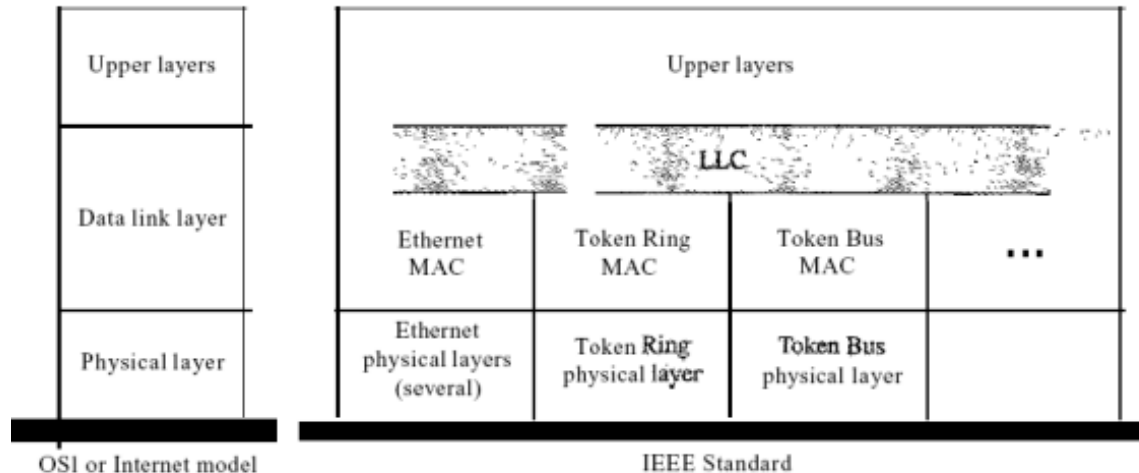 Upper layers
Upper layers
LLC
Data link layer
Ethernet
MAC
Token Ring
MAC
Token Bus
MAC
...
Physical layer
Ethernet
physical layers
(several)
Token Ring
physical layer
Token Bus
physical layer
OSI or Internet model
IEEE Standard